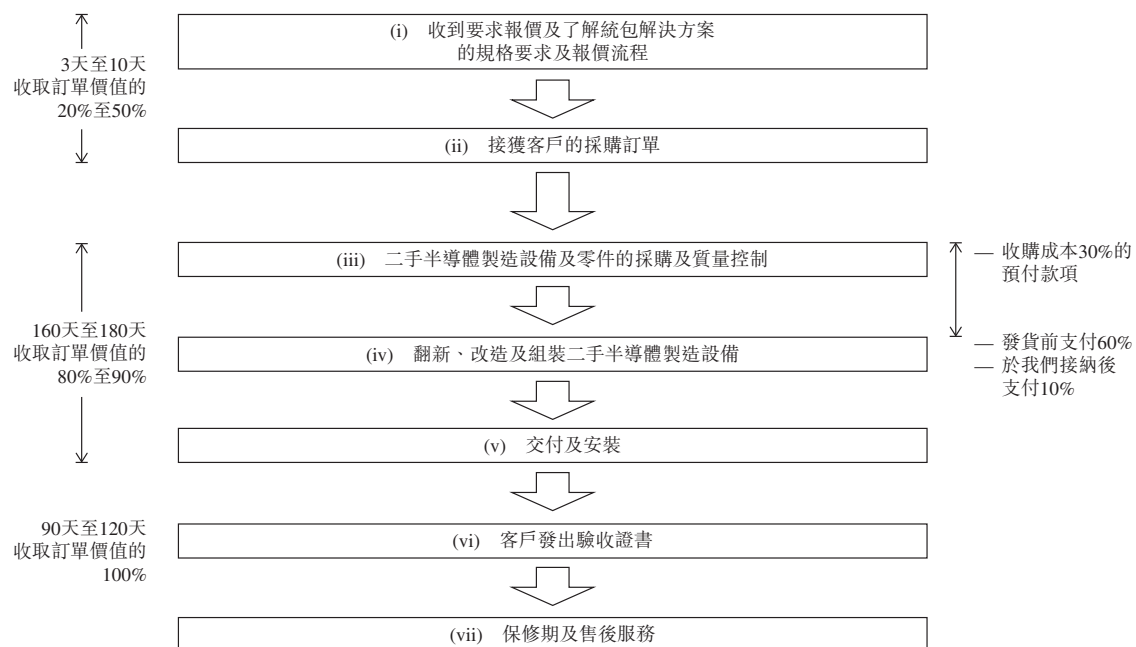 (i) 收到要求報價及了解統包解決方案
的規格要求及報價流程
3天至10天
收取訂單價值的
20%至50%
(ii) 接獲客戶的採購訂單
(iii) 二手半導體製造設備及零件的採購及質量控制
— 收購成本30%的
預付款項
160天至180天
收取訂單價值的
80%至90%
(iv) 翻新、改造及組裝二手半導體製造設備
— 發貨前支付60%
— 於我們接納後
支付10%
(v) 交付及安裝
90天至120天
收取訂單價值的
100%
(vi) 客戶發出驗收證書
(vii) 保修期及售後服務